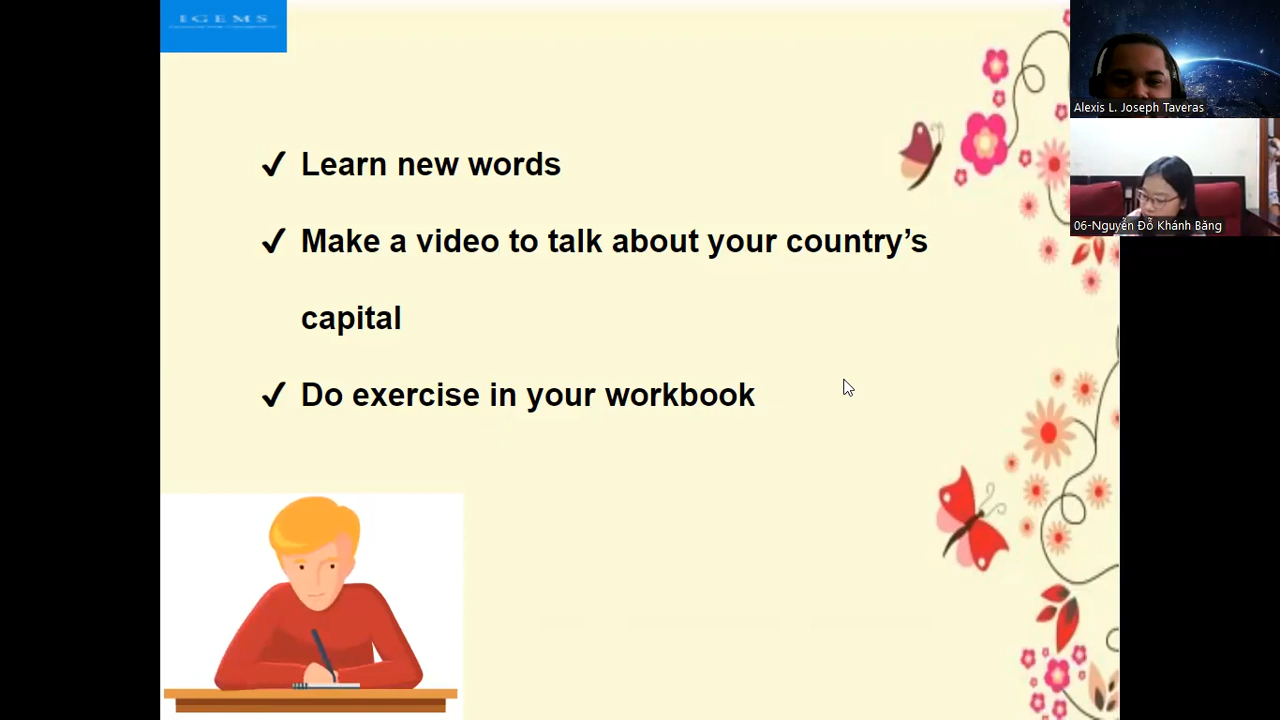 IGEMS
✓ Learn new words
✓ Make a video to talk about your country’s
capital
✓ Do exercise in your workbook
Alexis L. Joseph Taveras
06-Nguyễn Đỗ Khánh Băng